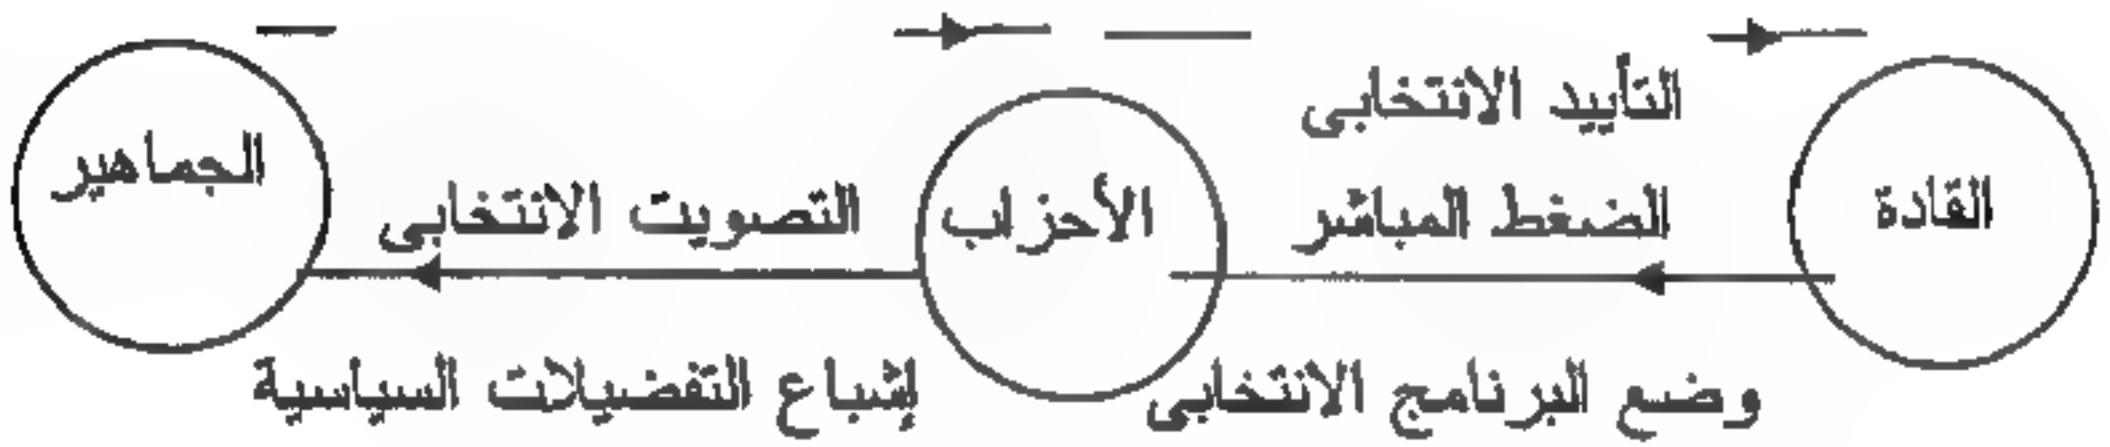 التأييد الانتخابى
القادة
الضغط المباشر
الأحزاب
التصويت الانتخابى
الجماهير
وضع البرنامج الانتخابى
إشباع التفضيلات السياسية